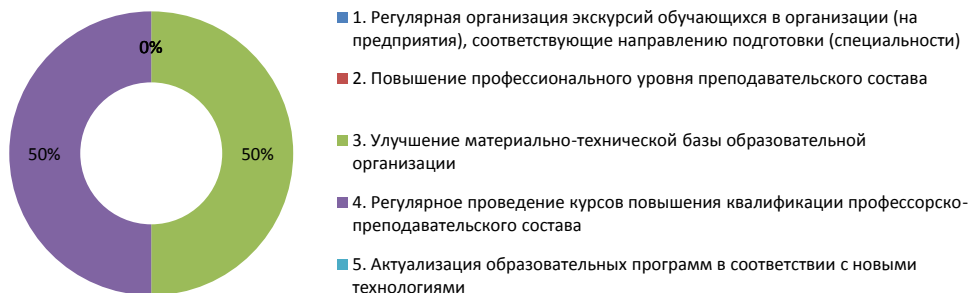 0%
50%
50%
1. Регулярная организация экскурсий обучающихся в организации (на
предприятия), соответствующие направлению подготовки (специальности)
2. Повышение профессионального уровня преподавательского состава
3. Улучшение материально-технической базы образовательной
организации
4. Регулярное проведение курсов повышения квалификации профессорско-
преподавательского состава
5. Актуализация образовательных программ в соответствии с новыми
технологиями